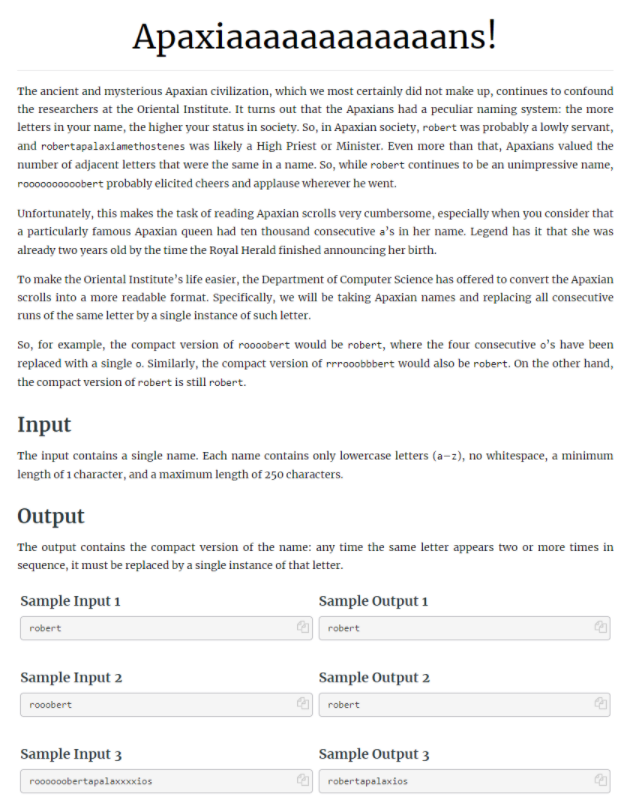 Apaxiaaaaaaaaaaaans!
The ancient and mysterious Apaxian civilization, which we most certainly did not make up, continues to confound
the researchers at the Oriental Institute. It turns out that the Apaxians had a peculiar naming system: the more
letters in your name, the higher your status in society. So, in Apaxian society, robert was probably a lowly servant,
and robertapalaxiamethostenes was likely a High Priest or Minister. Even more than that, Apaxians valued the
number of adjacent letters that were the same in a name. So, while robert continues to be an unimpressive name,
roooooooooobert probably elicited cheers and applause wherever he went.
Unfortunately, this makes the task of reading Apaxian scrolls very cumbersome, especially when you consider that
a particularly famous Apaxian queen had ten thousand consecutive a's in her name. Legend has it that she was
already two years old by the time the Royal Herald finished announcing her birth.
To make the Oriental Institute's life easier, the Department of Computer Science has offered to convert the Apaxian
scrolls into a more readable format. Specifically, we will be taking Apaxian names and replacing all consecutive
runs of the same letter by a single instance of such letter.
So, for example, the compact version of roooobert would be robert, where the four consecutive o's have been
replaced with a single o. Similarly, the compact version of rrrooobbbert would also be robert. On the other hand,
the compact version of robert is still robert.
Input
The input contains a single name. Each name contains only lowercase letters (a–z), no whitespace, a minimum
length of 1 character, and a maximum length of 250 characters.
Output
The output contains the compact version of the name: any time the same letter appears two or more times in
sequence, it must be replaced by a single instance of that letter.
Sample Input 1
Sample Output 1
robert
robert
Sample Input 2
Sample Output 2
rooobert
robert
Sample Input 3
Sample Output 3
roooooobertapalaxxxxios
robertapalaxios